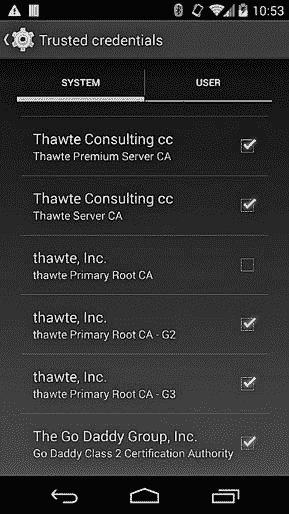 10:53
Trusted credentials
SYSTEM USER
Thawte Consulting cc
Thawte Premium Server CA
Thawte Consulting cc
Thawte Server CA
thawte, Inc.
thawte Primary Root CA
thawte, Inc.
thawte Primary Root CA - G2
thawte, Inc.
thawte Primary Root CA - G3
The Go Daddy Group, Inc.
Go Daddy Class 2 Certification Authority